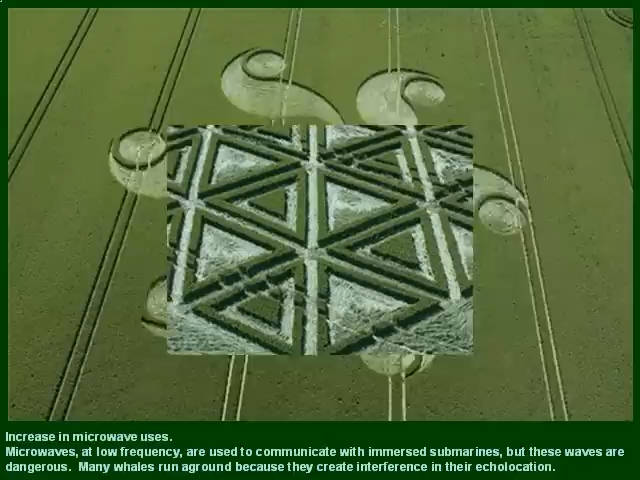 Increase in microwave uses.
Microwaves, at low frequency, are used to communicate with immersed submarines, but these waves are
dangerous.  Many whales run aground because they create interference in their echolocation.